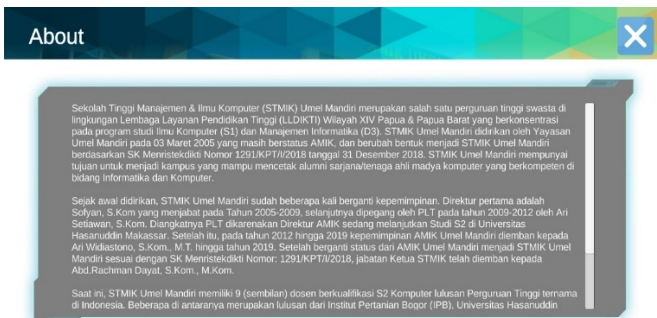 About
Sekolah Tinggi Manajemen & Ilmu Komputer (STMIK) Umel Mandiri merupakan salah satu perguruan tinggi swasta di
lingkungan Lembaga Layanan Pendidikan Tinggi (LLDIKTI) Wilayah XIV Papua & Papua Barat yang berkonsentrasi
pada program studi Ilmu Komputer (S1) dan Manajemen Informatika (D3). STMIK Umel Mandiri didirikan oleh Yayasan
Umel Mandiri pada 03 Maret 2005 yang masih berstatus AMIK, dan berubah bentuk menjadi STMIK Umel Mandiri
berdasarkan SK Menristekdikti Nomor 1291/KPT/I/2018 tanggal 31 Desember 2018. STMIK Umel Mandiri mempunyai
tujuan untuk menjadi kampus yang mampu mencetak alumni sarjana/tenaga ahli madya komputer yang berkompeten di
bidang Informatika dan Komputer.
Sejak awal didirikan, STMIK Umel Mandiri sudah beberapa kali berganti kepemimpinan. Direktur pertama adalah
Sofyan, S.Kom yang menjabat pada Tahun 2005-2009, selanjutnya dipegang oleh PLT pada tahun 2009-2012 oleh Ari
Setiawan, S.Kom. Diangkatnya PLT dikarenakan Direktur AMIK sedang melanjutkan Studi S2 di Universitas
Hasanuddin Makassar. Setelah itu, pada tahun 2012 hingga 2019 kepemimpinan AMIK Umel Mandiri diemban kepada
Ari Widiastono, S.Kom., M.T. hingga tahun 2019. Setelah berganti status dari AMIK Umel Mandiri menjadi STMIK Umel
Mandiri sesuai dengan SK Menristekdikti Nomor: 1291/KPT/I/2018, jabatan Ketua STMIK telah diemban kepada
Abd.Rachman Dayat, S.Kom., M.Kom.
Saat ini, STMIK Umel Mandiri memiliki 9 (sembilan) dosen berkualifikasi S2 Komputer lulusan Perguruan Tinggi ternama
di Indonesia. Beberapa di antaranya merupakan lulusan dari Institut Pertanian Bogor (IPB), Universitas Hasanuddin